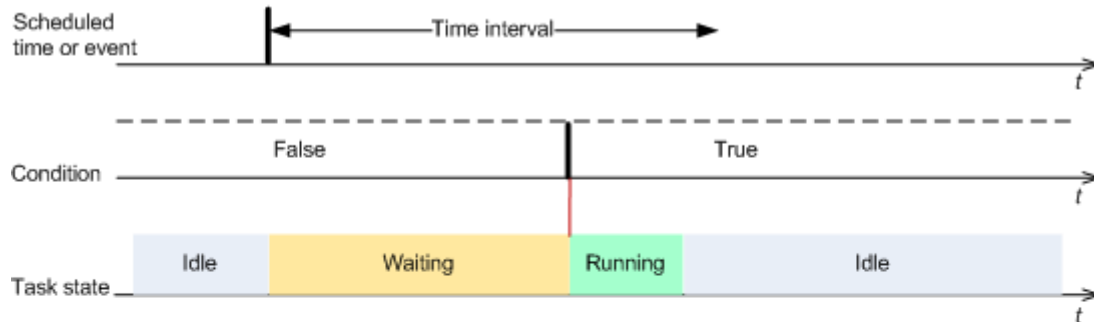 Scheduled
time or event
Time interval
t
False
True
Condition
t
Idle
Waiting
Running
Idle
Task state
t